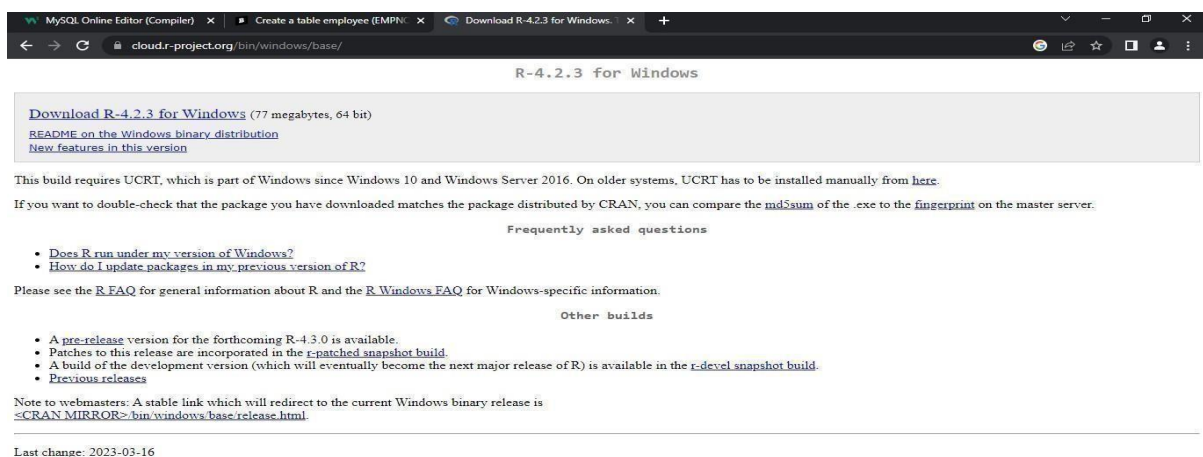 MySQL Online Editor (Compiler)
Create a table employee (EMPNO
Download R-4.2.3 for Windows. T
cloud.r-project.org/bin/windows/base/
R-4.2.3 for Windows
Download R-4.2.3 for Windows (77 megabytes, 64 bit)
README on the Windows binary distribution
New features in this version
This build requires UCRT, which is part of Windows since Windows 10 and Windows Server 2016. On older systems, UCRT has to be installed manually from here.
If you want to double-check that the package you have downloaded matches the package distributed by CRAN, you can compare the md5sum of the .exe to the fingerprint on the master server.
Frequently asked questions
• Does R run under my version of Windows?
• How do I update packages in my previous version of R?
Please see the R FAQ for general information about R and the R Windows FAQ for Windows-specific information.
Other builds
• A pre-release version for the forthcoming R-4.3.0 is available.
• Patches to this release are incorporated in the r-patched snapshot build.
• A build of the development version (which will eventually become the next major release of R) is available in the r-devel snapshot build.
• Previous releases
Note to webmasters: A stable link which will redirect to the current Windows binary release is
<CRAN MIRROR>/bin/windows/base/release.html.
Last change: 2023-03-16